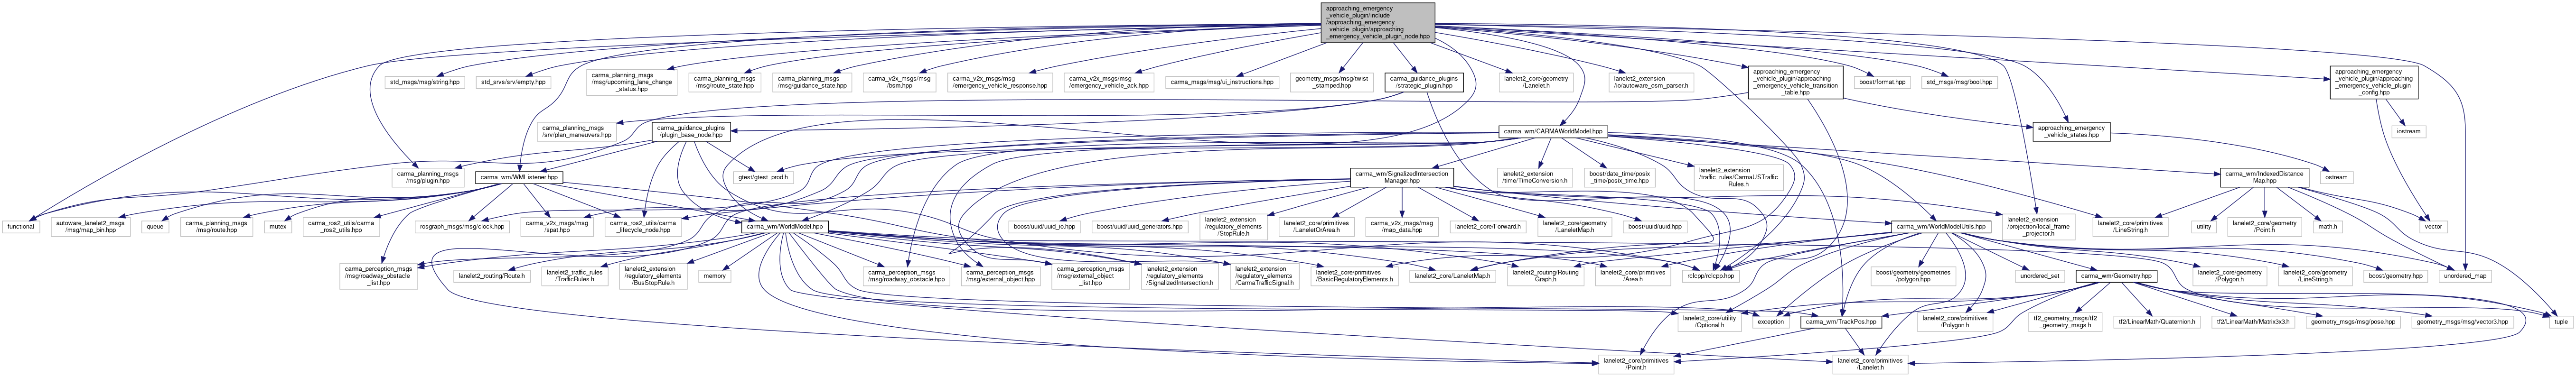 approaching_emergency
_vehicle_plugin/include
/approaching_emergency
_vehicle_plugin/approaching
_emergency_vehicle_plugin_node.hpp
std_msgs/msg/string.hpp
std_srvs/srv/empty.hpp
carma_planning_msgs
/msg/upcoming_lane_change
_status.hpp
carma_planning_msgs
/msg/route_state.hpp
carma_planning_msgs
/msg/guidance_state.hpp
carma_v2x_msgs/msg
/bsm.hpp
carma_v2x_msgs/msg
/emergency_vehicle_response.hpp
carma_v2x_msgs/msg
/emergency_vehicle_ack.hpp
carma_msgs/msg/ui_instructions.hpp
geometry_msgs/msg/twist
_stamped.hpp
carma_guidance_plugins
/strategic_plugin.hpp
lanelet2_core/geometry
/Lanelet.h
lanelet2_extension
/io/autoware_osm_parser.h
approaching_emergency
_vehicle_plugin/approaching
_emergency_vehicle_transition
_table.hpp
boost/format.hpp
std_msgs/msg/bool.hpp
approaching_emergency
_vehicle_plugin/approaching
_emergency_vehicle_plugin
_config.hpp
carma_planning_msgs
/srv/plan_maneuvers.hpp
carma_guidance_plugins
/plugin_base_node.hpp
carma_wm/CARMAWorldModel.hpp
approaching_emergency
_vehicle_states.hpp
iostream
carma_planning_msgs
/msg/plugin.hpp
carma_wm/WMListener.hpp
gtest/gtest_prod.h
carma_wm/SignalizedIntersection
Manager.hpp
lanelet2_extension
/time/TimeConversion.h
boost/date_time/posix
_time/posix_time.hpp
lanelet2_extension
/traffic_rules/CarmaUSTraffic
Rules.h
carma_wm/IndexedDistance
Map.hpp
ostream
functional
autoware_lanelet2_msgs
/msg/map_bin.hpp
queue
carma_planning_msgs
/msg/route.hpp
mutex
carma_ros2_utils/carma
_ros2_utils.hpp
rosgraph_msgs/msg/clock.hpp
carma_v2x_msgs/msg
/spat.hpp
carma_ros2_utils/carma
_lifecycle_node.hpp
carma_wm/WorldModel.hpp
boost/uuid/uuid_io.hpp
boost/uuid/uuid_generators.hpp
lanelet2_extension
/regulatory_elements
/StopRule.h
lanelet2_core/primitives
/LaneletOrArea.h
carma_v2x_msgs/msg
/map_data.hpp
lanelet2_core/Forward.h
lanelet2_core/geometry
/LaneletMap.h
boost/uuid/uuid.hpp
carma_wm/WorldModelUtils.hpp
lanelet2_extension
/projection/local_frame
_projector.h
lanelet2_core/primitives
/LineString.h
utility
lanelet2_core/geometry
/Point.h
math.h
vector
carma_perception_msgs
/msg/roadway_obstacle
_list.hpp
lanelet2_routing/Route.h
lanelet2_traffic_rules
/TrafficRules.h
lanelet2_extension
/regulatory_elements
/BusStopRule.h
memory
carma_perception_msgs
/msg/roadway_obstacle.hpp
carma_perception_msgs
/msg/external_object.hpp
carma_perception_msgs
/msg/external_object
_list.hpp
lanelet2_extension
/regulatory_elements
/SignalizedIntersection.h
lanelet2_extension
/regulatory_elements
/CarmaTrafficSignal.h
lanelet2_core/primitives
/BasicRegulatoryElements.h
lanelet2_core/LaneletMap.h
lanelet2_routing/Routing
Graph.h
lanelet2_core/primitives
/Area.h
rclcpp/rclcpp.hpp
boost/geometry/geometries
/polygon.hpp
unordered_set
carma_wm/Geometry.hpp
lanelet2_core/geometry
/Polygon.h
lanelet2_core/geometry
/LineString.h
boost/geometry.hpp
unordered_map
lanelet2_core/utility
/Optional.h
exception
carma_wm/TrackPos.hpp
lanelet2_core/primitives
/Polygon.h
tf2_geometry_msgs/tf2
_geometry_msgs.h
tf2/LinearMath/Quaternion.h
tf2/LinearMath/Matrix3x3.h
geometry_msgs/msg/pose.hpp
geometry_msgs/msg/vector3.hpp
tuple
lanelet2_core/primitives
/Point.h
lanelet2_core/primitives
/Lanelet.h